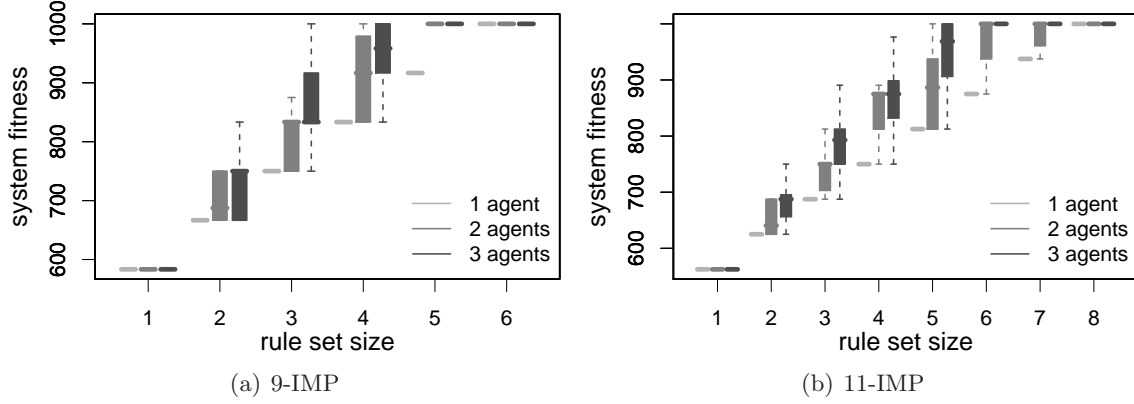 system fitness
600 700 800 900 1000
1 agent
2 agents
3 agents
1 2 3 4 5 6
rule set size
(a) 9-IMP
system fitness
600 700 800 900 1000
1 agent
2 agents
3 agents
1 2 3 4 5 6 7 8
rule set size
(b) 11-IMP